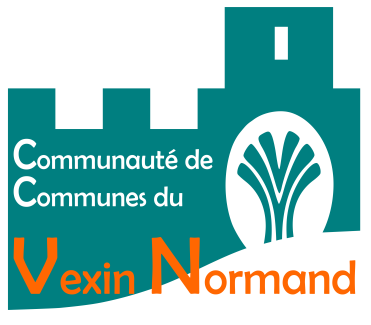 Communauté de
Communes du
Vexin Normand